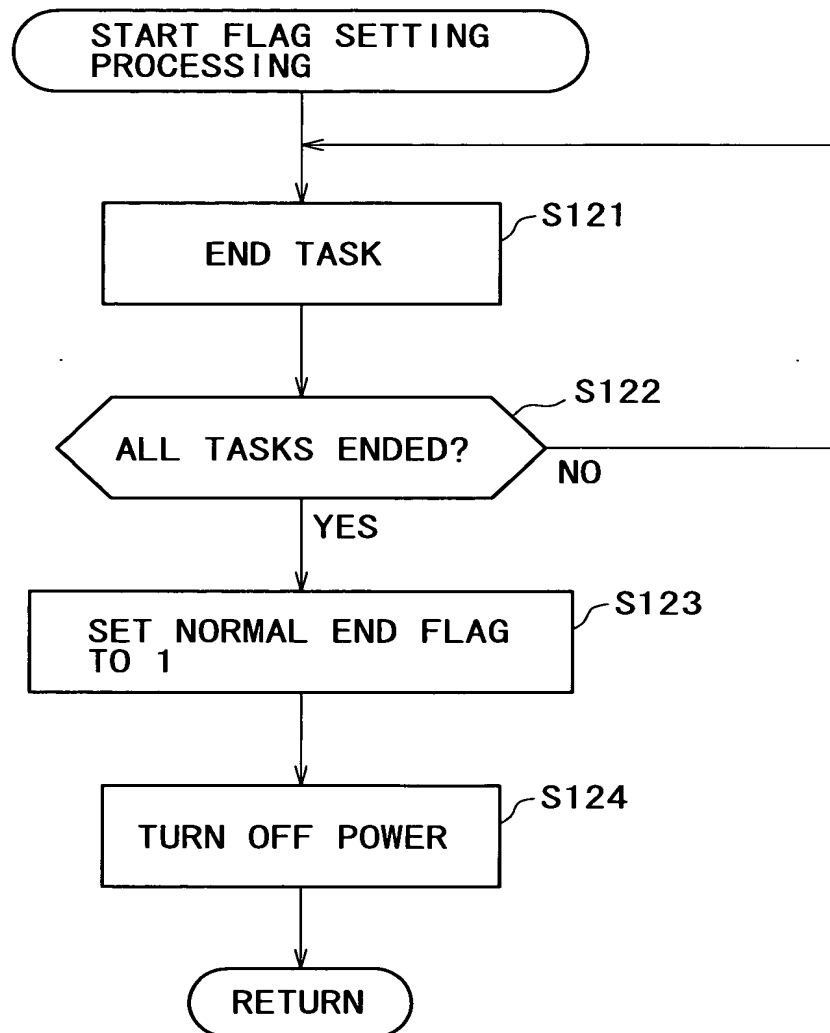 START FLAG SETTING
PROCESSING
S121
END TASK
S122
ALL TASKS ENDED?
NO
YES
S123
SET NORMAL END FLAG
TO 1
S124
TURN OFF POWER
RETURN